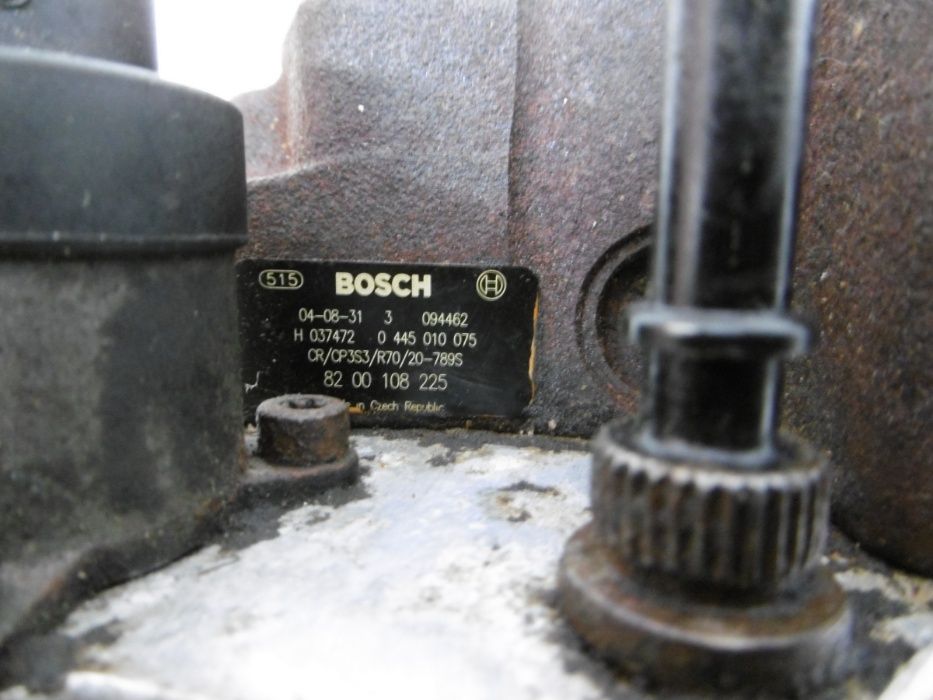 515 BOSCH
04-08-31 3 094462
H 037472 0 445 010 075
CR/CP3S3/R70/20-789S
82 00 108 225
in Czech Republic